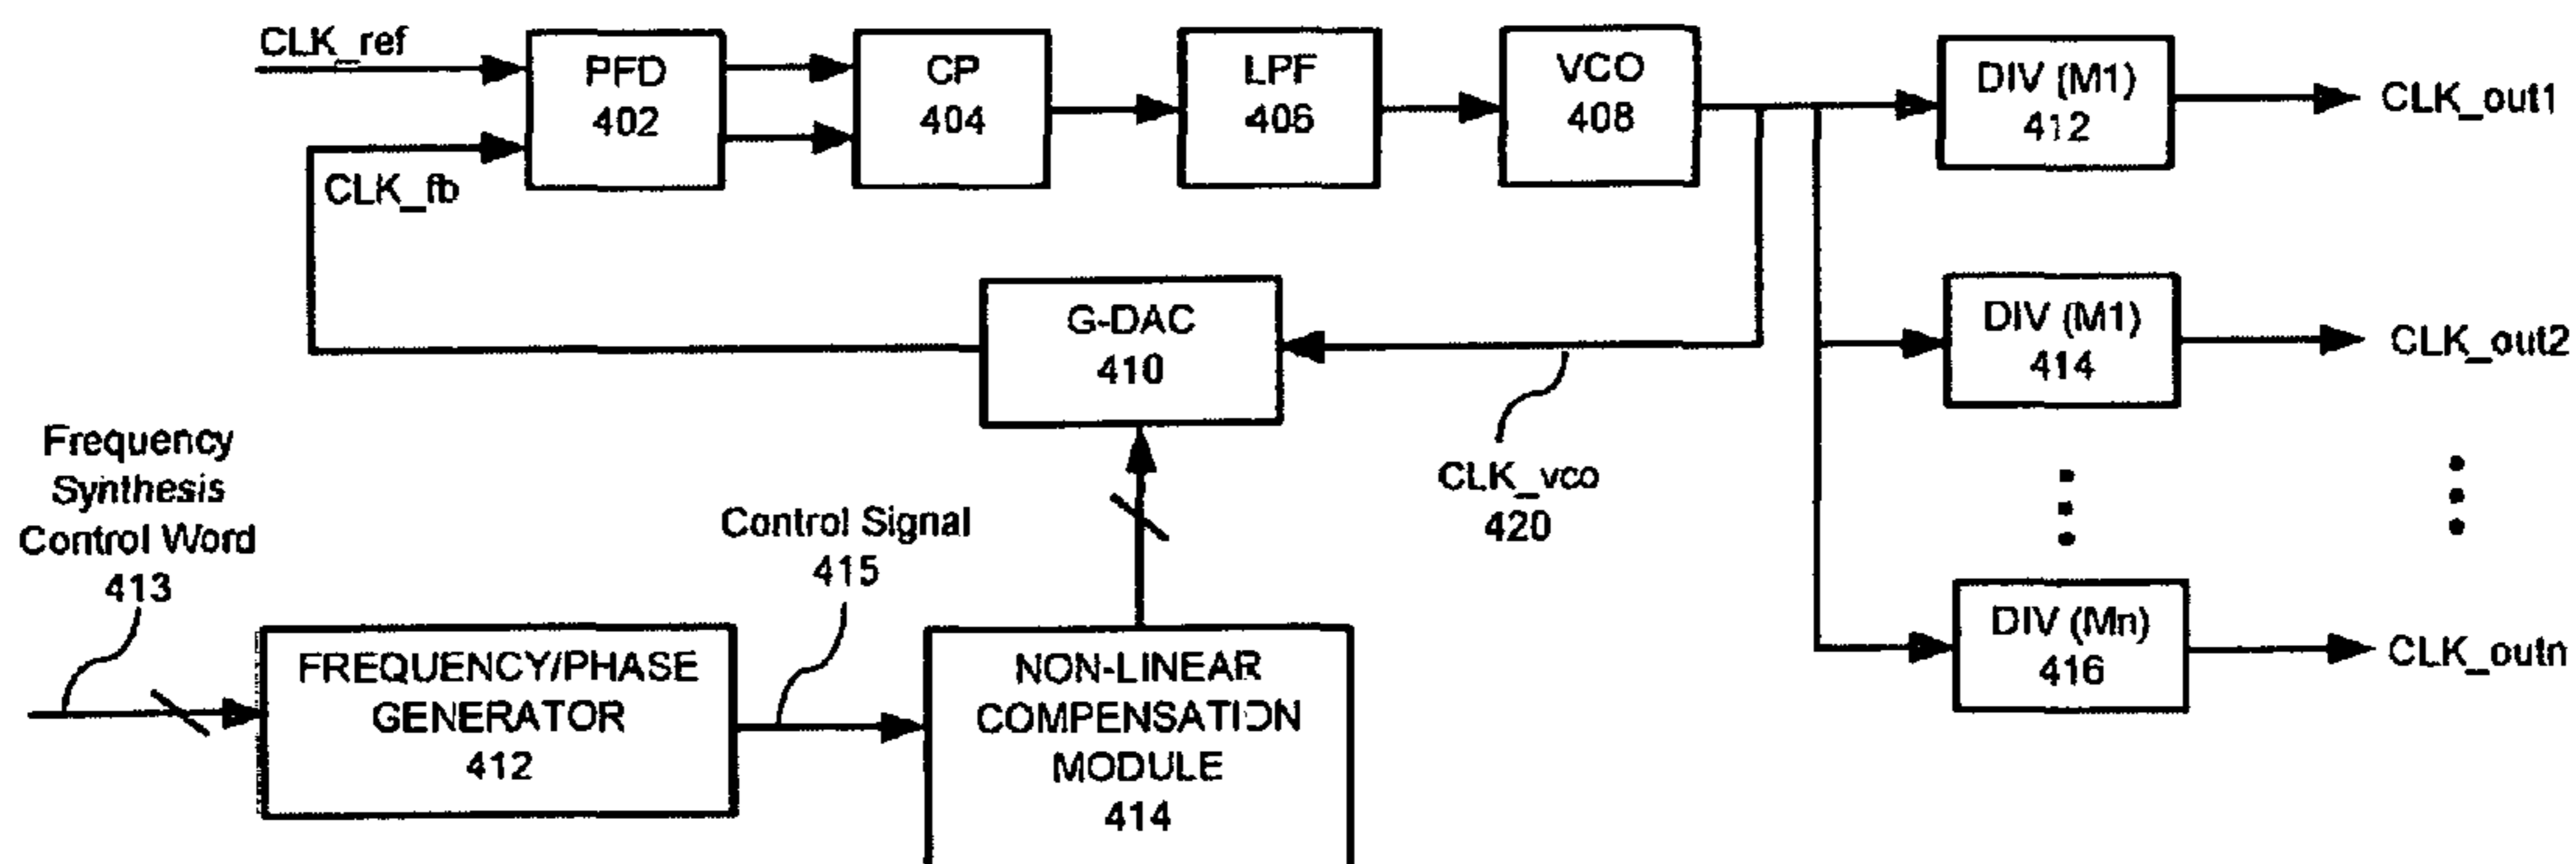 CLK_ref
PFD
402
CP
404
LPF
406
VCO
408
DIV (M1)
412
CLK_out1
CLK_fb
G-DAC
410
DIV (M1)
414
CLK_out2
Frequency
Synthesis
Control Word
413
Control Signal
415
CLK_vco
420
DIV (Mn)
416
CLK_outn
FREQUENCY/PHASE
GENERATOR
412
NON-LINEAR
COMPENSATION
MODULE
414